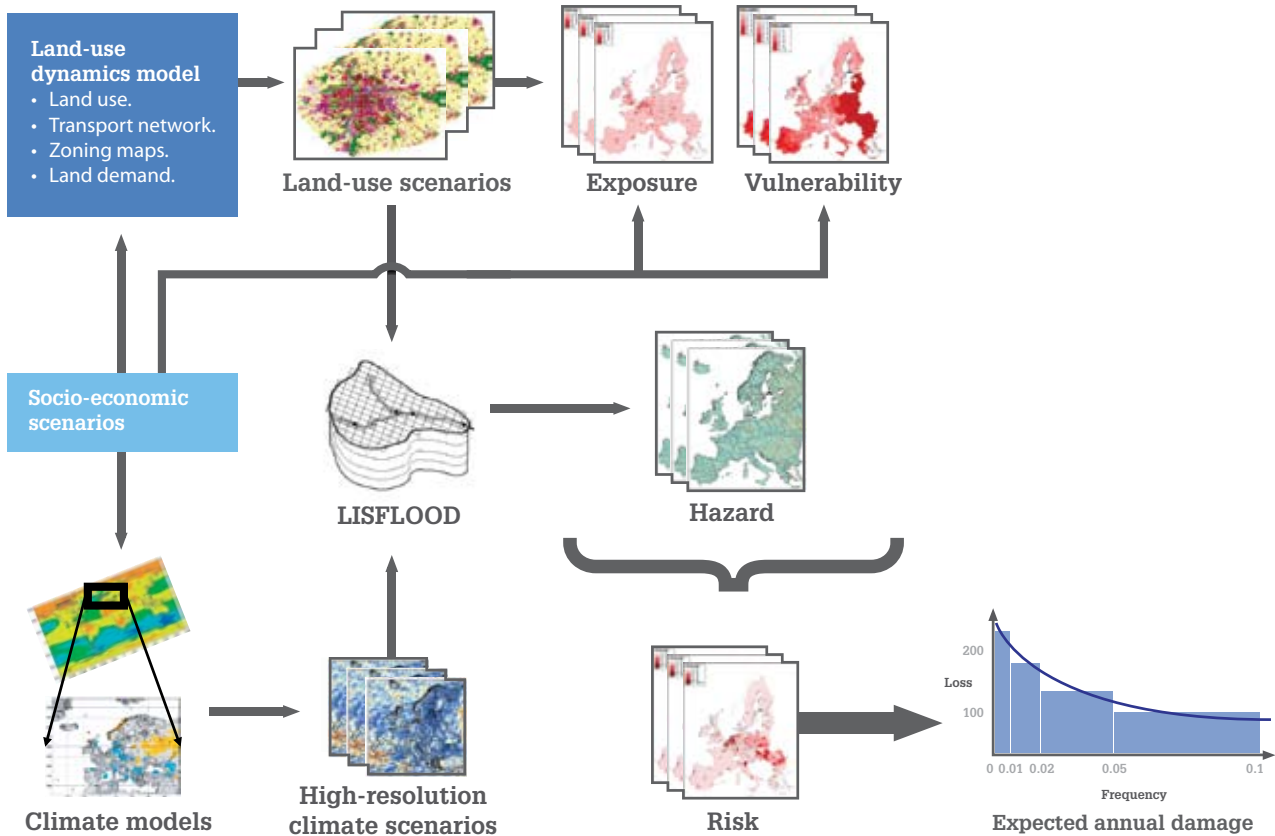 Land-use
dynamics model
• Land use.
• Transport network.
• Zoning maps.
• Land demand.
Land-use scenarios
Exposure
Vulnerability
Socio-economic
scenarios
LISFLOOD
Hazard
Climate models
High-resolution
climate scenarios
Risk
200
Loss
100
0 0.01 0.02 0.05 0.1
Frequency
Expected annual damage